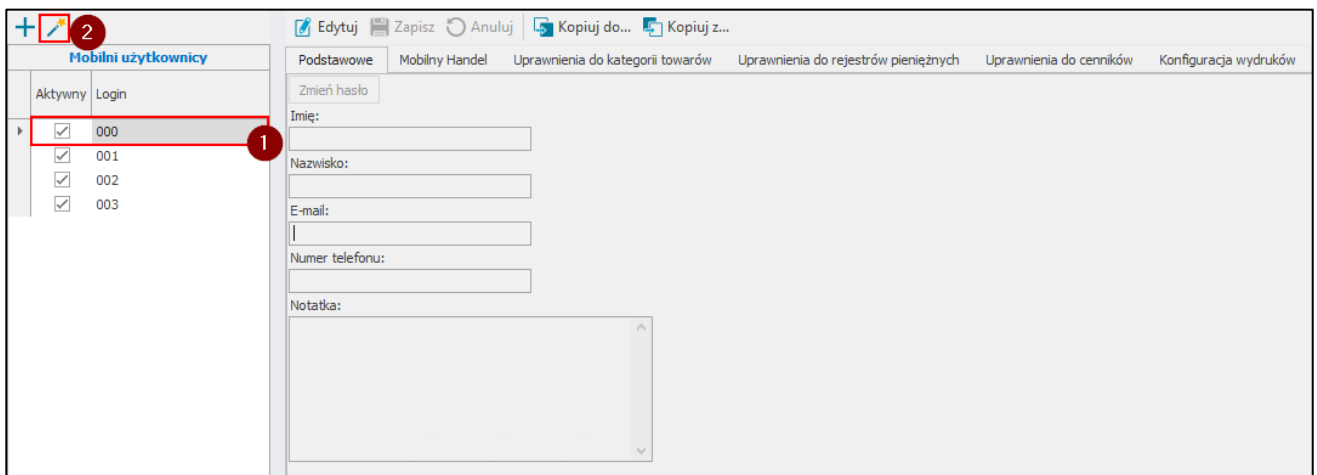 2
Edytuj Zapisz Anuluj Kopiuj do... Kopiuj z...
Mobilni użytkownicy
Podstawowe Mobilny Handel Uprawnienia do kategorii towarów Uprawnienia do rejestrów pieniężnych Uprawnienia do cenników Konfiguracja wydruków
Aktywny Login
000
1
001
002
003
Zmień hasło
Imię:
Nazwisko:
E-mail:
Numer telefonu:
Notatka: